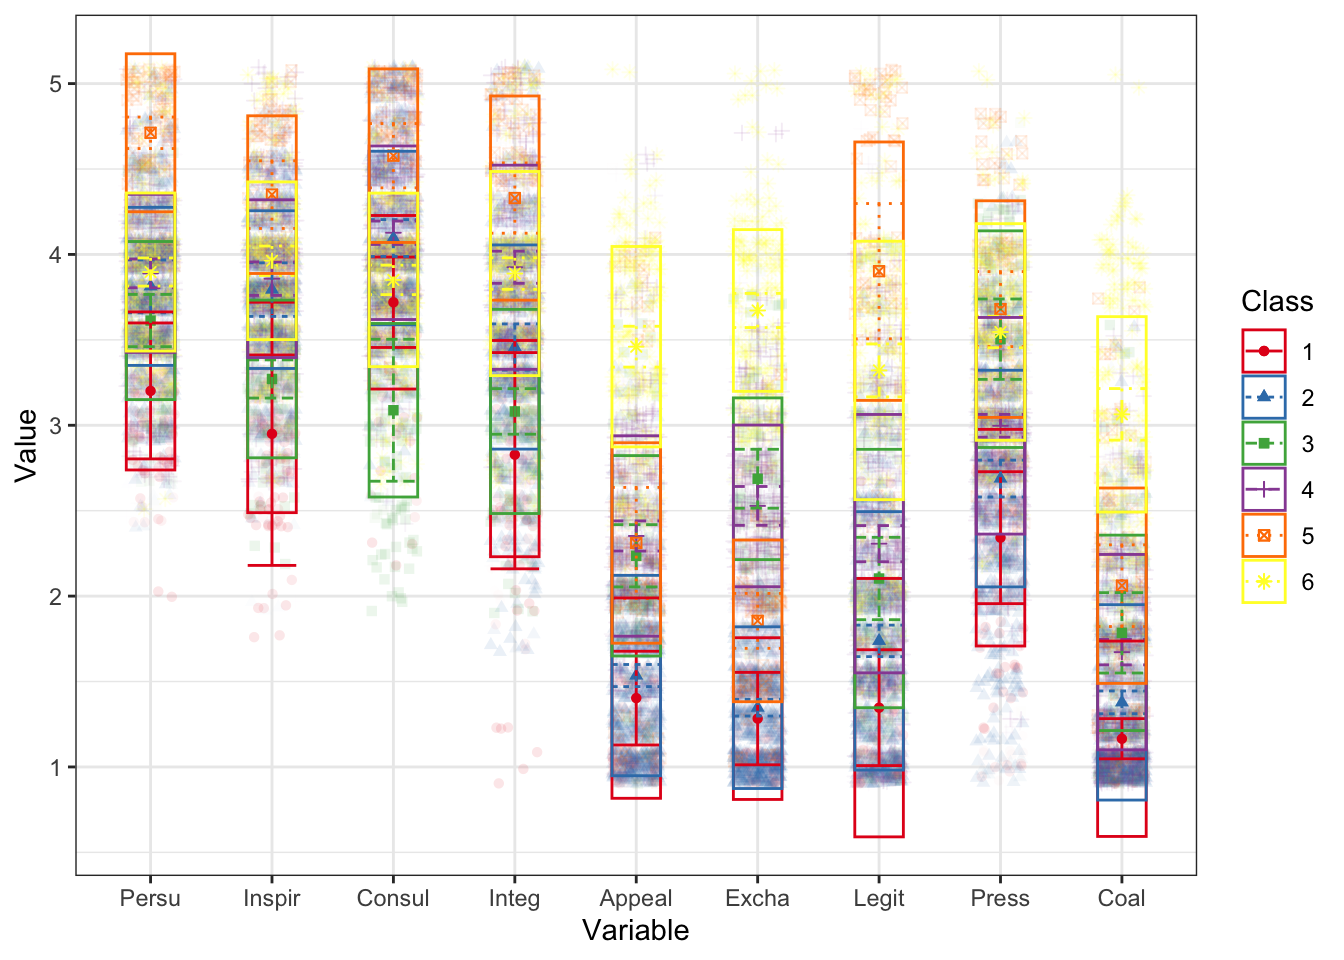 5
4
3
2
1
Value
Persu Inspir Consul Integ Appeal Excha Legit Press Coal
Variable
Class
1
2
3
4
5
6